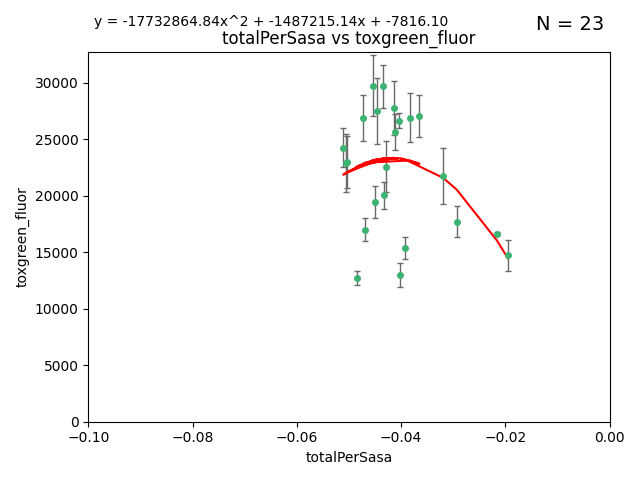 y = -17732864.84x^2 + -1487215.14x + -7816.10
N = 23
totalPerSasa vs toxgreen_fluor
30000
25000
20000
15000
10000
5000
0
toxgreen_fluor
−0.10
−0.08
−0.06
−0.04
−0.02
0.00
totalPerSasa